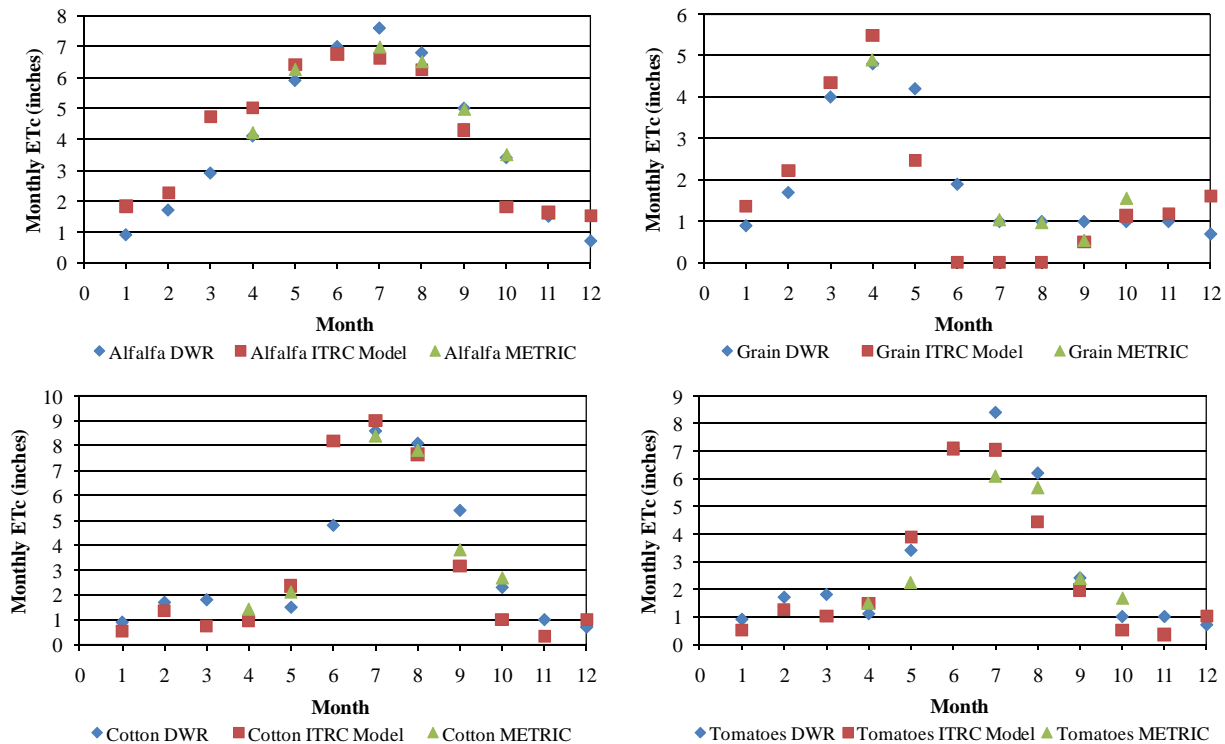 Monthly ETc (inches)
8
7
6
5
4
3
2
1
0
0 1 2 3 4 5 6 7 8 9 10 11 12
Month
Alfalfa DWR Alfalfa ITRC Model Alfalfa METRIC
Monthly ETc (inches)
6
5
4
3
2
1
0
0 1 2 3 4 5 6 7 8 9 10 11 12
Month
Grain DWR Grain ITRC Model Grain METRIC
Monthly ETc (inches)
10
9
8
7
6
5
4
3
2
1
0
0 1 2 3 4 5 6 7 8 9 10 11 12
Month
Cotton DWR Cotton ITRC Model Cotton METRIC
Monthly ETc (inches)
9
8
7
6
5
4
3
2
1
0
0 1 2 3 4 5 6 7 8 9 10 11 12
Month
Tomatoes DWR Tomatoes ITRC Model Tomatoes METRIC